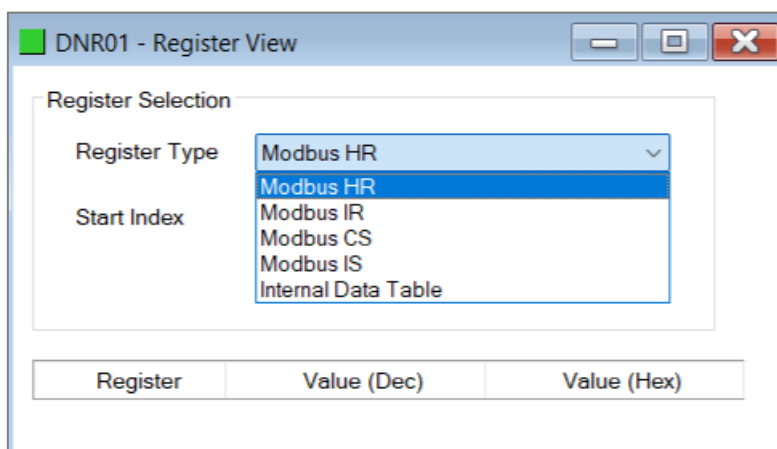 DNR01 - Register View
Register Selection
Register Type Modbus HR
Modbus HR
Modbus IR
Start Index
Modbus CS
Modbus IS
Internal Data Table
Register Value (Dec) Value (Hex)